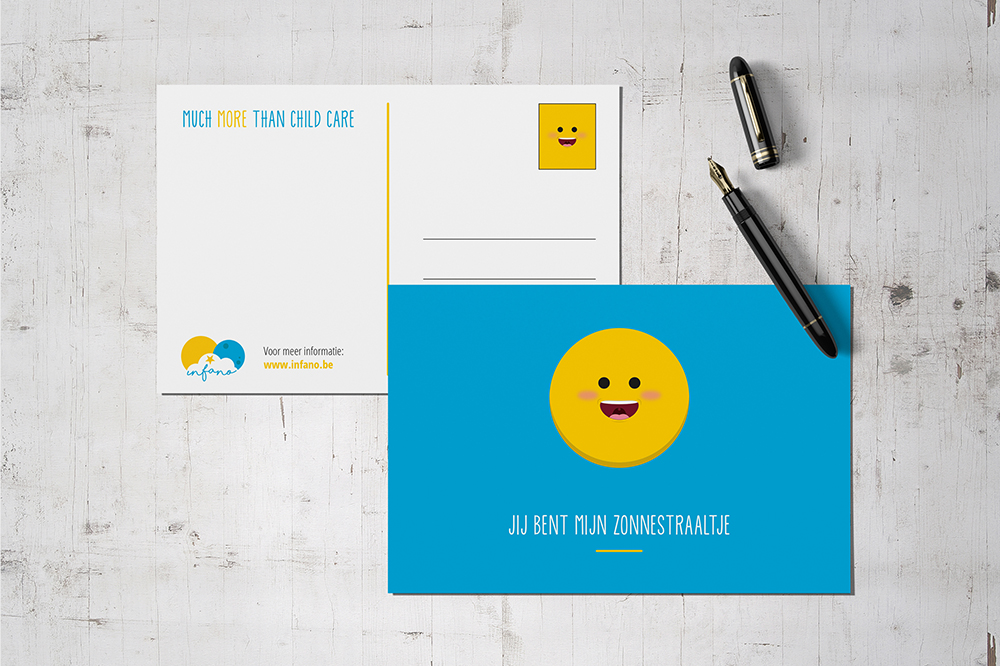 MUCH MORE THAN CHILD CARE
infano
Voor meer informatie:
www.infano.be
JIJ BENT MIJN ZONNESTRAALTJE